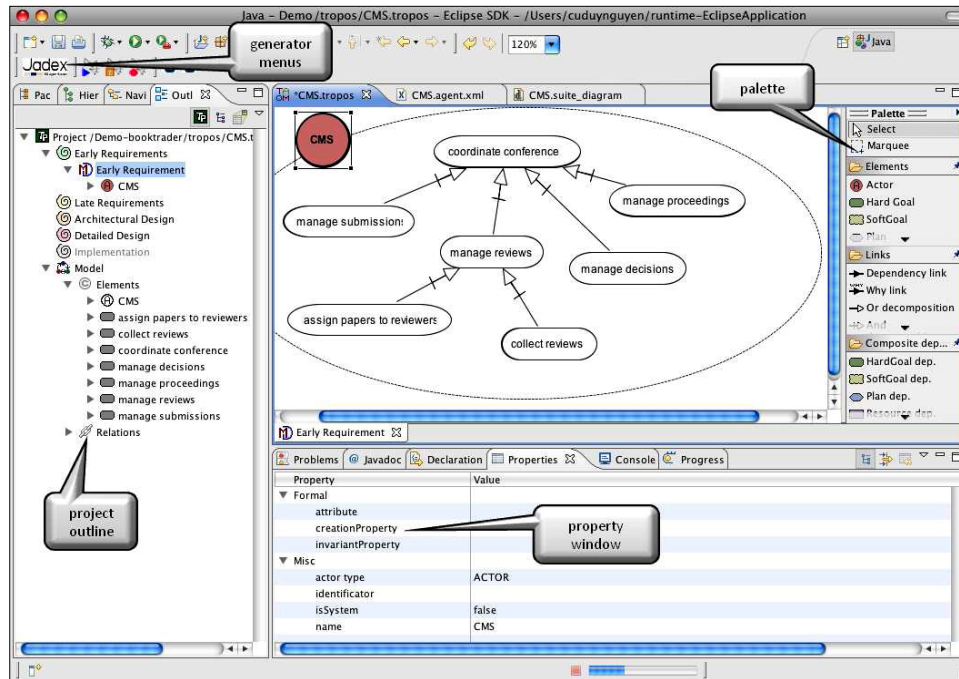 Java - Demo/tropos/CMS.tropos - Eclipse SDK - /Users/cuduynguyen/runtime-EclipseApplication
generator menus
120%
Java
Jadex
palette
Pac
Hier
Navi
Outl
*CMS.tropos
CMS.agent.xml
CMS.suite_diagram
Project /Demo-booktrader/tropos/CMS.t
Early Requirements
Early Requirement
CMS
Late Requirements
Architectural Design
Detailed Design
Implementation
Model
Elements
CMS
assign papers to reviewers
collect reviews
coordinate conference
manage decisions
manage proceedings
manage reviews
manage submissions
Relations
project outline
CMS
coordinate conference
manage submissions
manage proceedings
manage reviews
manage decisions
assign papers to reviewers
collect reviews
Early Requirement
Palette
Select
Marquee
Elements
Actor
Hard Goal
SoftGoal
Plan
Links
Dependency link
Why link
Or decomposition
And
Composite dep...
HardGoal dep.
SoftGoal dep.
Plan dep.
Resource dep.
Problems
Javadoc
Declaration
Properties
Console
Progress
Property Value
Formal
attribute
creationProperty
invariantProperty
Misc
actor type ACTOR
identificator
isSystem false
name CMS
property window